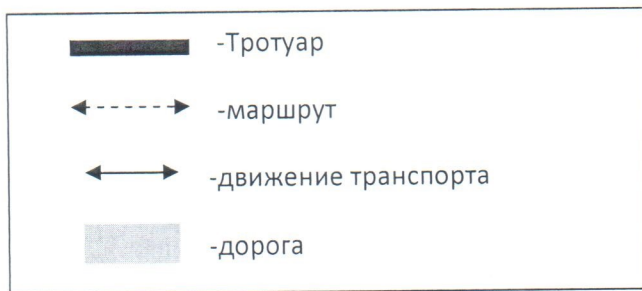 -Тротуар
-маршрут
-движение транспорта
-дорога